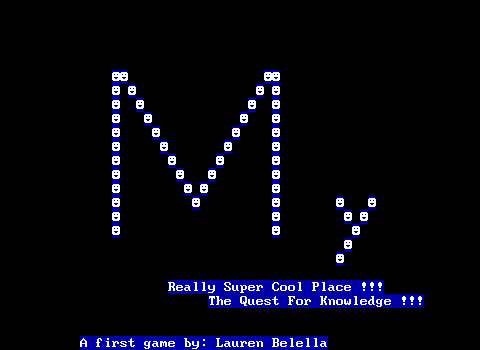 My
Really Super Cool Place !!!
The Quest For Knowledge !!!
A first game by: Lauren Belella